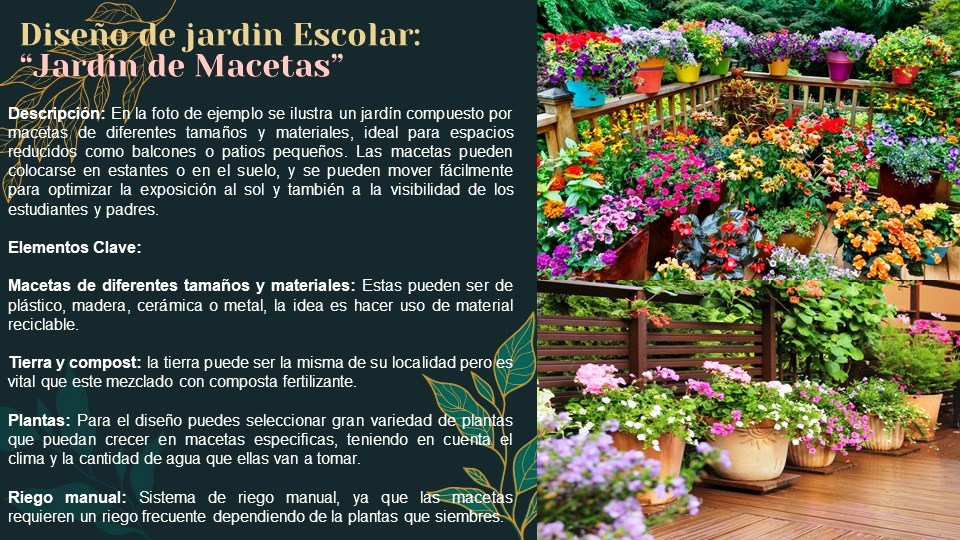 Diseño de jardin Escolar:
“Jardín de Macetas”
Descripción: En la foto de ejemplo se ilustra un jardín compuesto por
macetas de diferentes tamaños y materiales, ideal para espacios
reducidos como balcones o patios pequeños. Las macetas pueden
colocarse en estantes o en el suelo, y se pueden mover fácilmente
para optimizar la exposición al sol y también a la visibilidad de los
estudiantes y padres.
Elementos Clave:
Macetas de diferentes tamaños y materiales: Estas pueden ser de
plástico, madera, cerámica o metal, la idea es hacer uso de material
reciclable.
Tierra y compost: la tierra puede ser la misma de su localidad pero es
vital que este mezclado con composta fertilizante.
Plantas: Para el diseño puedes seleccionar gran variedad de plantas
que puedan crecer en macetas especificas, teniendo en cuenta el
clima y la cantidad de agua que ellas van a tomar.
Riego manual: Sistema de riego manual, ya que las macetas
requieren un riego frecuente dependiendo de la plantas que siembres.